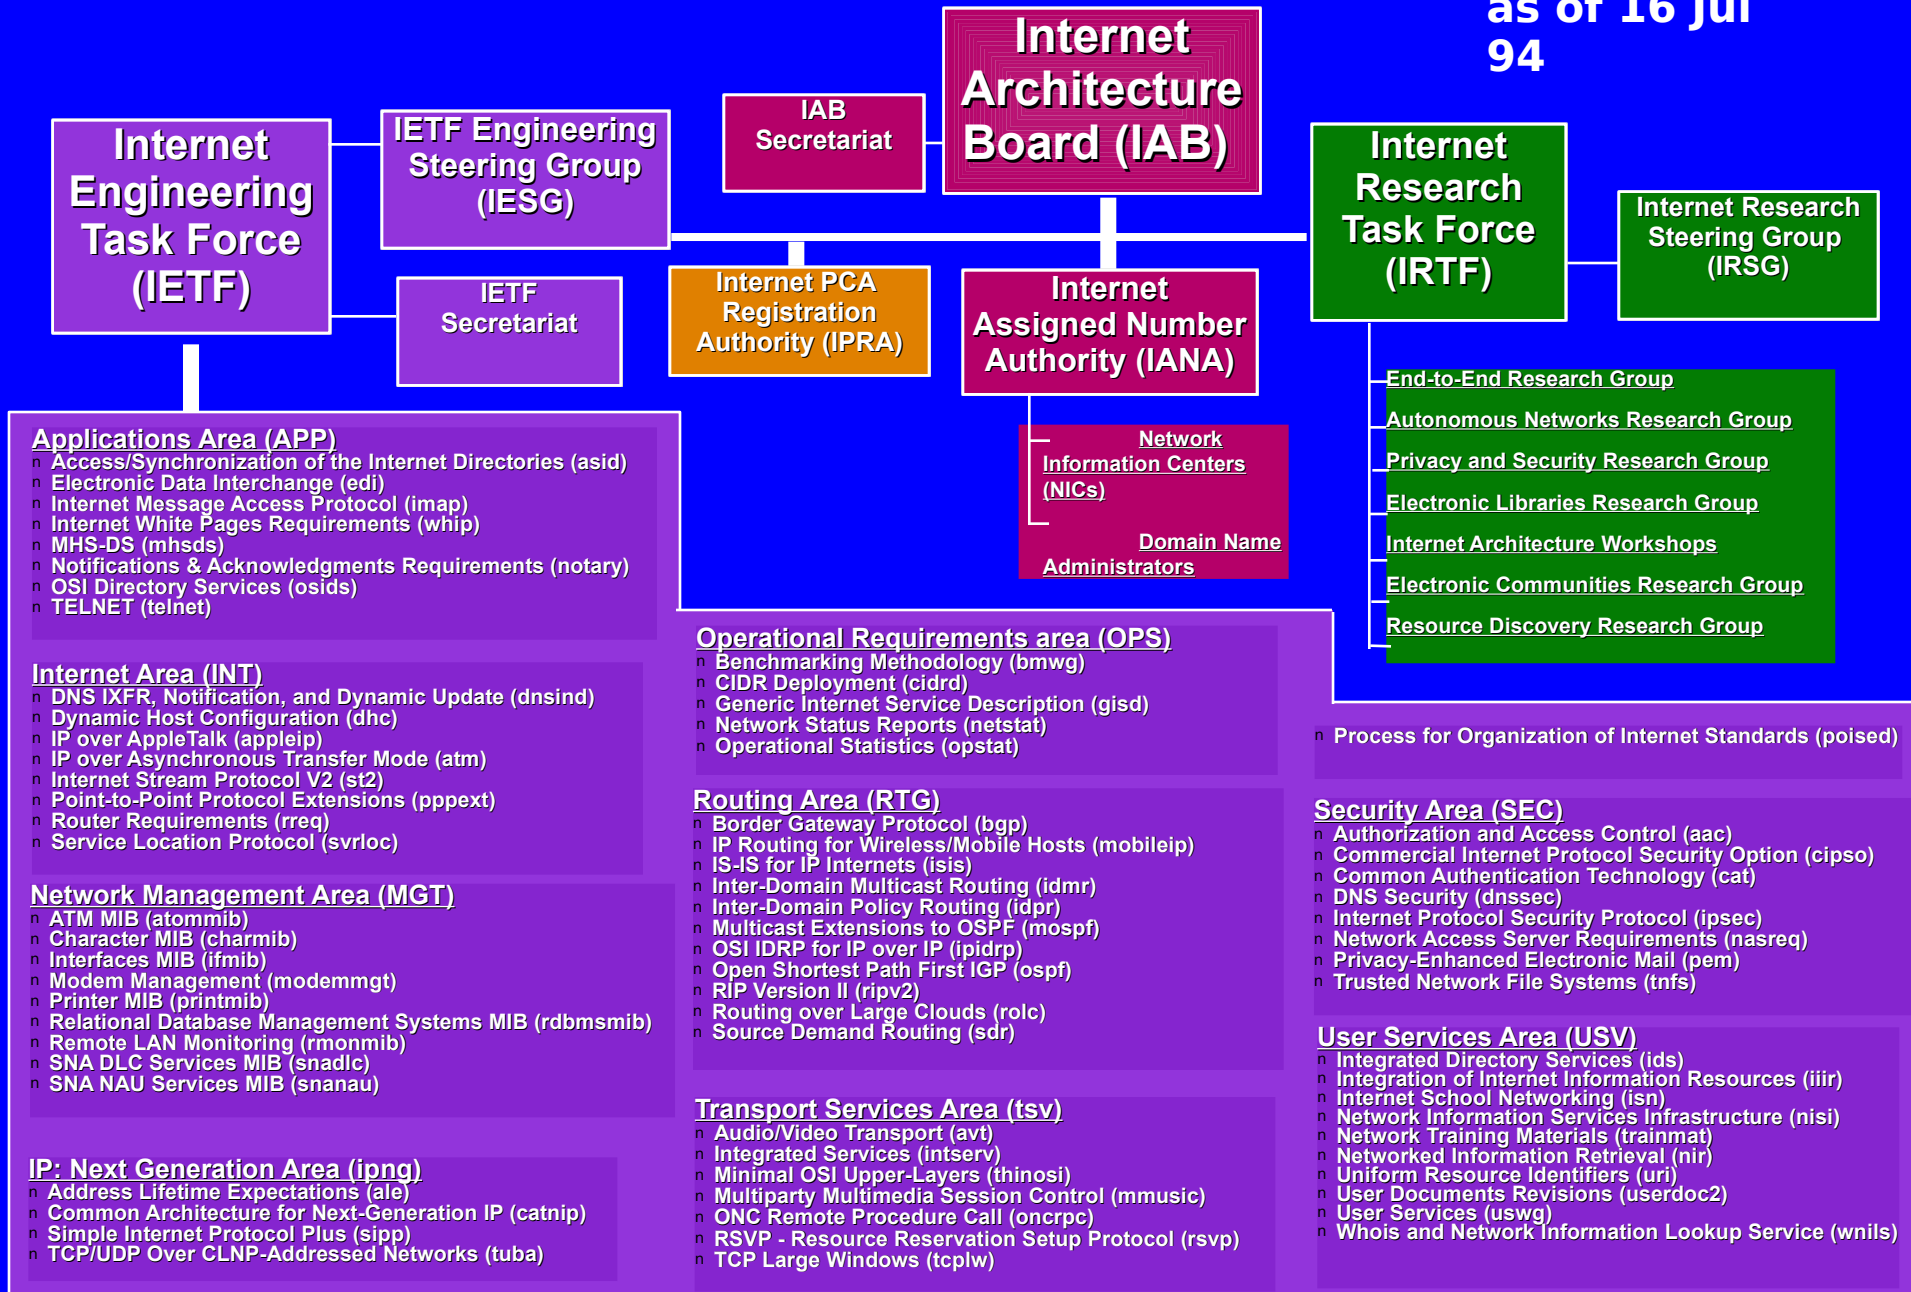 as of 16 Jul
94
Internet
Architecture
Board (IAB)
IAB
Secretariat
Internet
Engineering
Task Force
(IETF)
IETF Engineering
Steering Group
(IESG)
IETF
Secretariat
Internet PCA
Registration
Authority (IPRA)
Internet
Assigned Number
Authority (IANA)
Internet
Research
Task Force
(IRTF)
Internet Research
Steering Group
(IRSG)
Network
Information Centers
(NICs)
Domain Name
Administrators
End-to-End Research Group
Autonomous Networks Research Group
Privacy and Security Research Group
Electronic Libraries Research Group
Internet Architecture Workshops
Electronic Communities Research Group
Resource Discovery Research Group
Applications Area (APP)
n Access/Synchronization of the Internet Directories (asid)
n Electronic Data Interchange (edi)
n Internet Message Access Protocol (imap)
n Internet White Pages Requirements (whip)
n MHS-DS (mhsds)
n Notifications & Acknowledgments Requirements (notary)
n OSI Directory Services (osids)
n TELNET (telnet)
Internet Area (INT)
n DNS IXFR, Notification, and Dynamic Update (dnsind)
n Dynamic Host Configuration (dhc)
n IP over AppleTalk (appleip)
n IP over Asynchronous Transfer Mode (atm)
n Internet Stream Protocol V2 (st2)
n Point-to-Point Protocol Extensions (pppext)
n Router Requirements (rreq)
n Service Location Protocol (svrloc)
Network Management Area (MGT)
n ATM MIB (atommib)
n Character MIB (charmib)
n Interfaces MIB (ifmib)
n Modem Management (modemmgt)
n Printer MIB (printmib)
n Relational Database Management Systems MIB (rdbmsmib)
n Remote LAN Monitoring (rmonmib)
n SNA DLC Services MIB (snadlc)
n SNA NAU Services MIB (snanau)
IP: Next Generation Area (ipng)
n Address Lifetime Expectations (ale)
n Common Architecture for Next-Generation IP (catnip)
n Simple Internet Protocol Plus (sipp)
n TCP/UDP Over CLNP-Addressed Networks (tuba)
Operational Requirements area (OPS)
n Benchmarking Methodology (bmwg)
n CIDR Deployment (cidrd)
n Generic Internet Service Description (gisd)
n Network Status Reports (netstat)
n Operational Statistics (opstat)
Routing Area (RTG)
n Border Gateway Protocol (bgp)
n IP Routing for Wireless/Mobile Hosts (mobileip)
n IS-IS for IP Internets (isis)
n Inter-Domain Multicast Routing (idmr)
n Inter-Domain Policy Routing (idpr)
n Multicast Extensions to OSPF (mospf)
n OSI IDRP for IP over IP (ipidrp)
n Open Shortest Path First IGP (ospf)
n RIP Version II (ripv2)
n Routing over Large Clouds (rolc)
n Source Demand Routing (sdr)
Transport Services Area (tsv)
n Audio/Video Transport (avt)
n Integrated Services (intserv)
n Minimal OSI Upper-Layers (thinosi)
n Multiparty Multimedia Session Control (mmusic)
n ONC Remote Procedure Call (oncrpc)
n RSVP - Resource Reservation Setup Protocol (rsvp)
n TCP Large Windows (tcplw)
n Process for Organization of Internet Standards (poised)
Security Area (SEC)
n Authorization and Access Control (aac)
n Commercial Internet Protocol Security Option (cipso)
n Common Authentication Technology (cat)
n DNS Security (dnssec)
n Internet Protocol Security Protocol (ipsec)
n Network Access Server Requirements (nasreq)
n Privacy-Enhanced Electronic Mail (pem)
n Trusted Network File Systems (tnfs)
User Services Area (USV)
n Integrated Directory Services (ids)
n Integration of Internet Information Resources (iiir)
n Internet School Networking (isn)
n Network Information Services Infrastructure (nisi)
n Network Training Materials (trainmat)
n Networked Information Retrieval (nir)
n Uniform Resource Identifiers (uri)
n User Documents Revisions (userdoc2)
n User Services (uswg)
n Whois and Network Information Lookup Service (wnils)